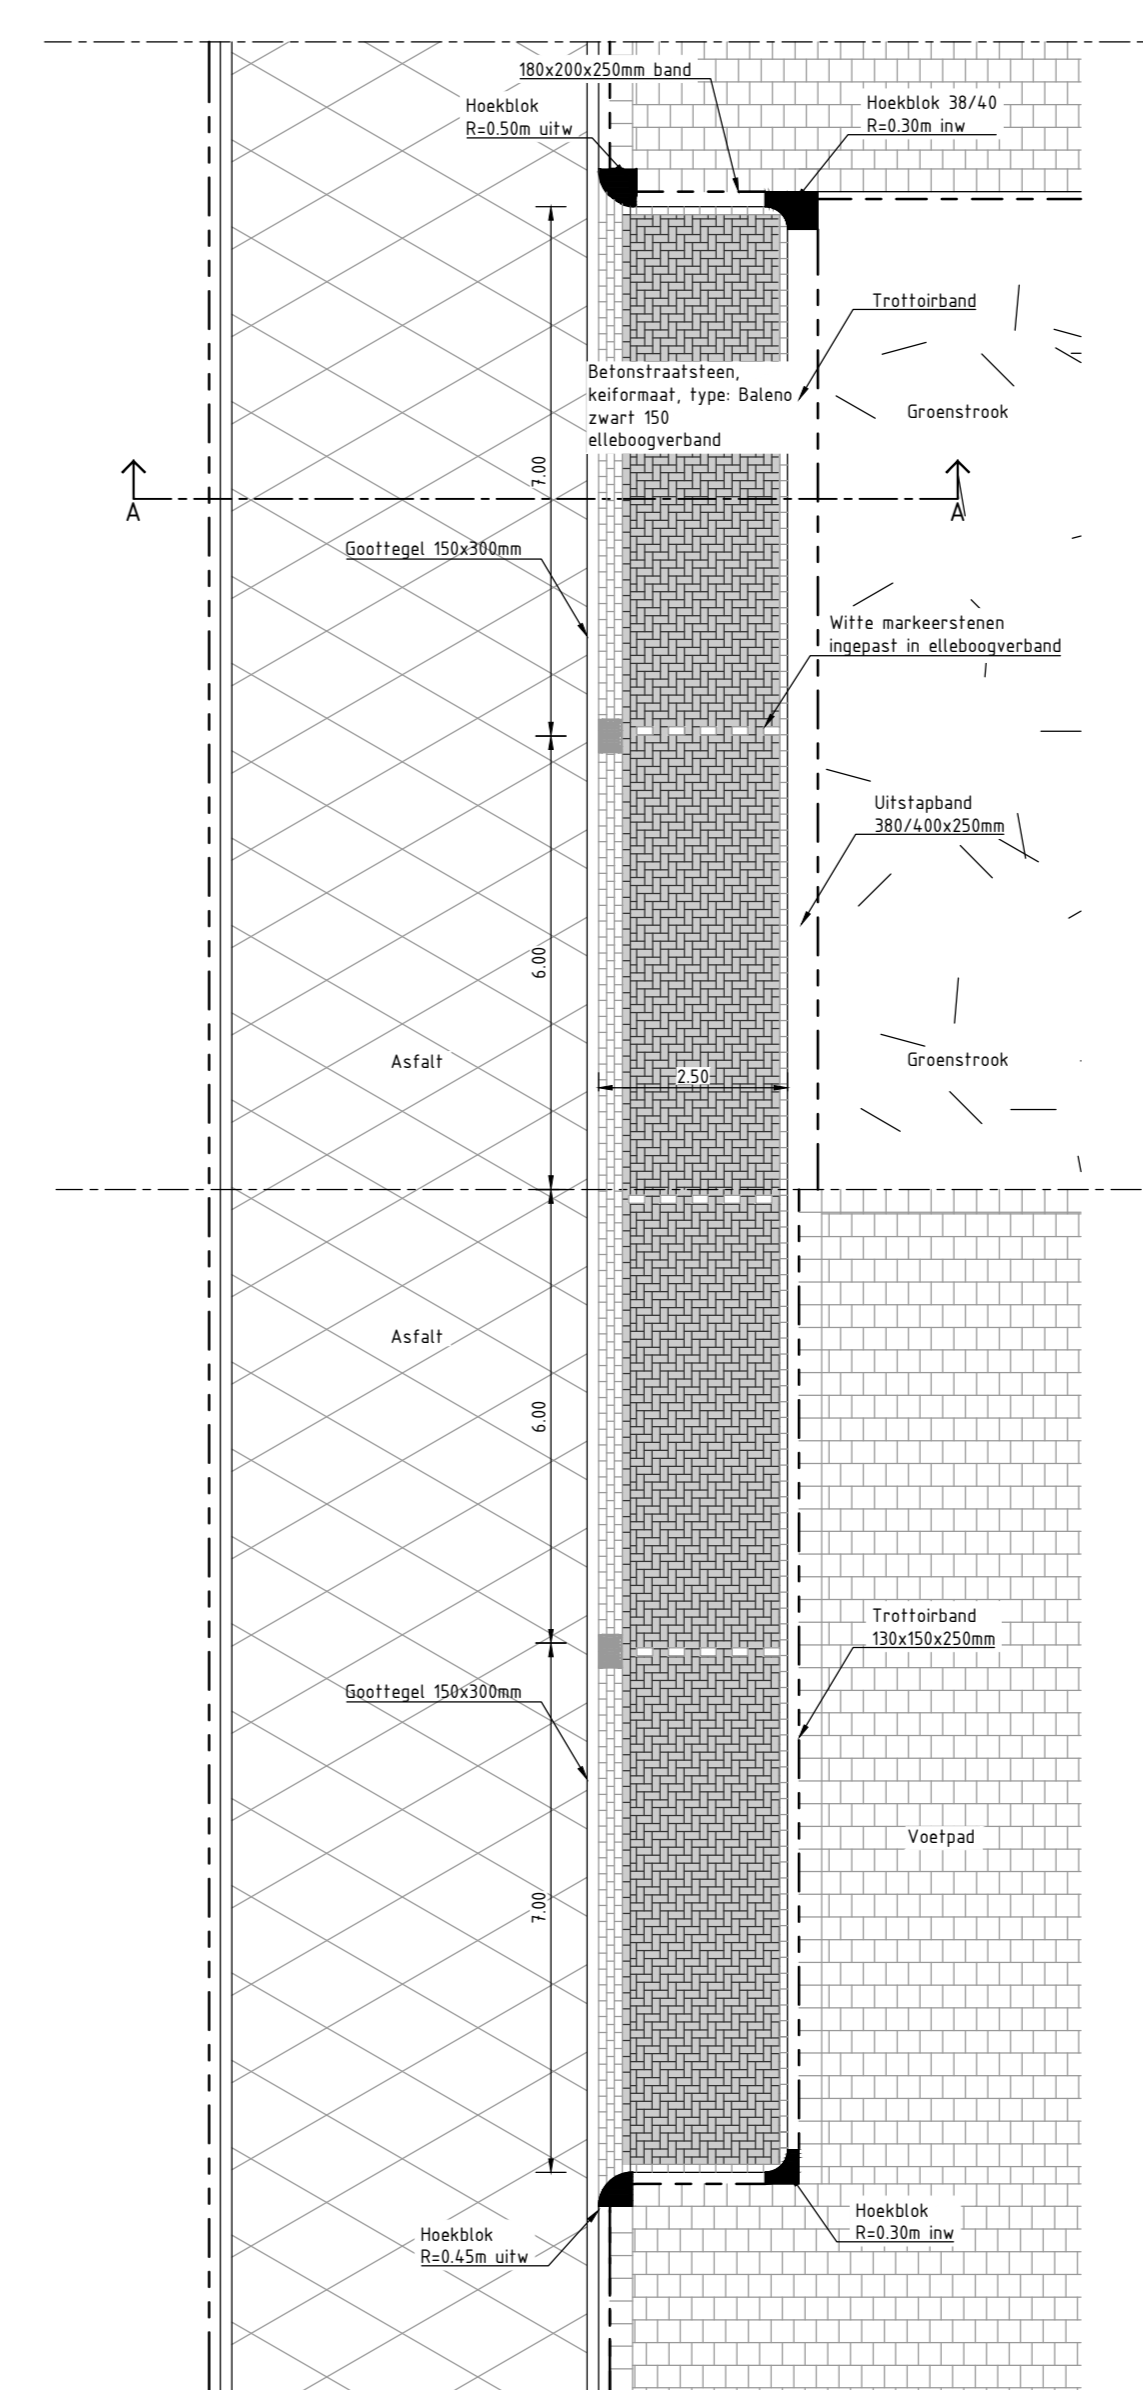 180x200x250mm band
Hoekblok
R=0.50m uitw
Hoekblok 38/40
R=0.30m inw
Trottoirband
Betonstraatsteen,
keiformaat, type: Baleno
zwart 150
elleboogverband
Groenstrook
7.00
A
A
Goottegel 150x300mm
Witte markeerstenen
ingepast in elleboogverband
Uitstapband
380/400x250mm
6.00
Asfalt
Groenstrook
2.50
Asfalt
6.00
Trottoirband
130x150x250mm
Goottegel 150x300mm
Voetpad
7.00
Hoekblok
R=0.30m inw
Hoekblok
R=0.45m uitw